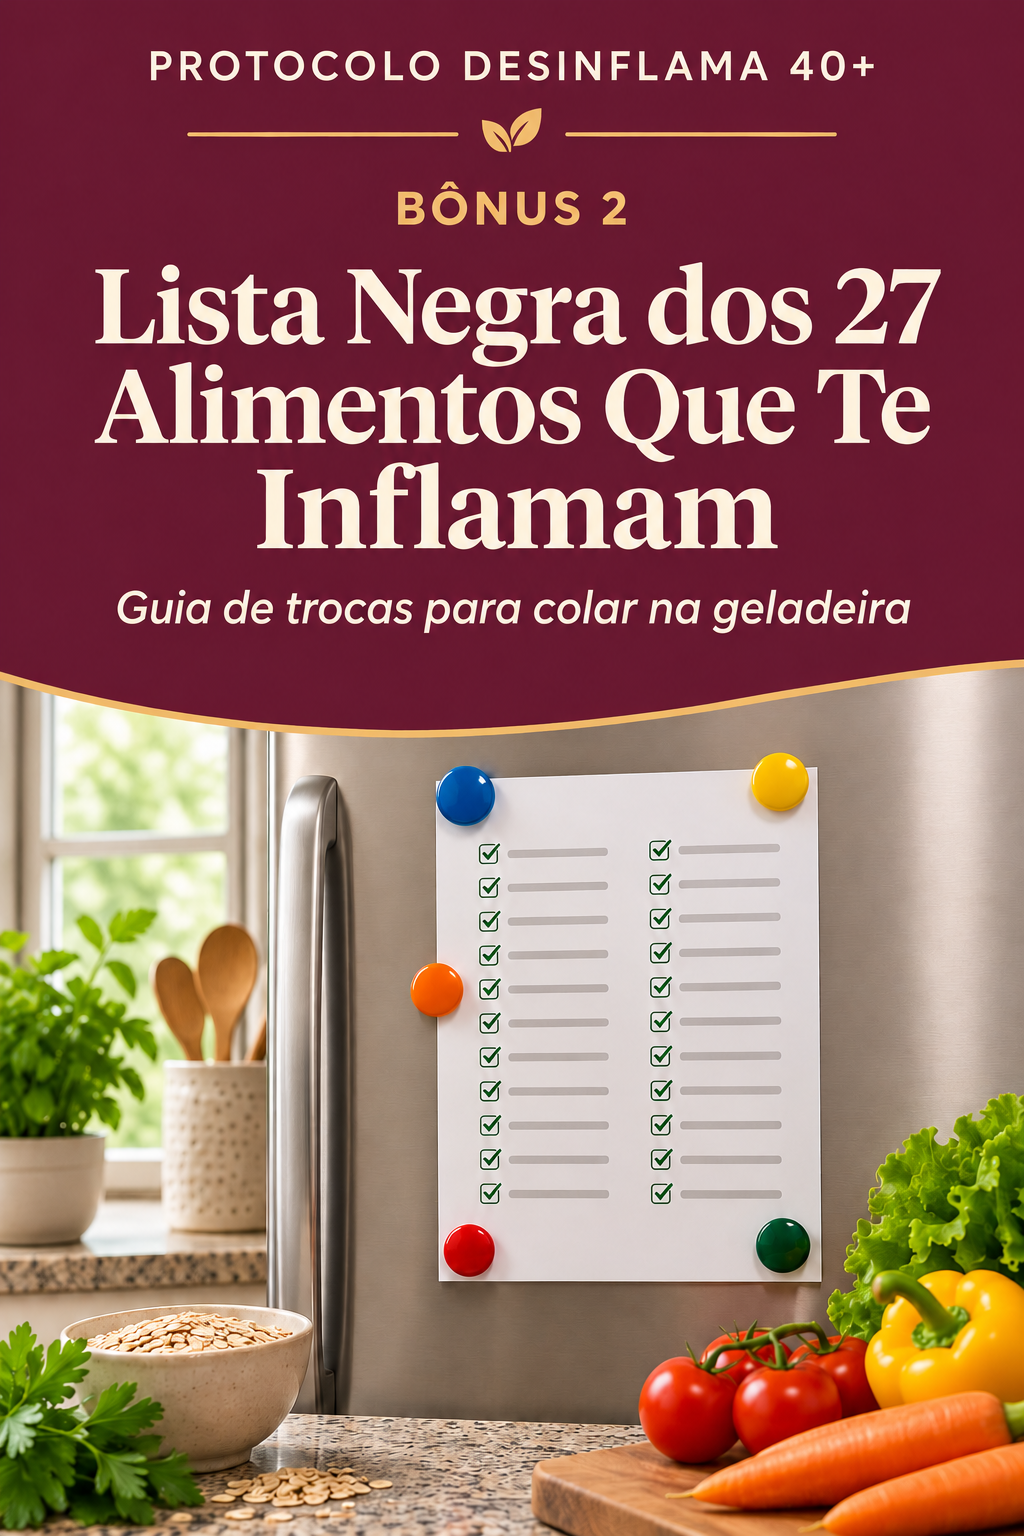 PROTOCOLO DESINFLAMA 40+
BÔNUS 2
Lista Negra dos 27
Alimentos Que Te
Inflamam
Guia de trocas para colar na geladeira